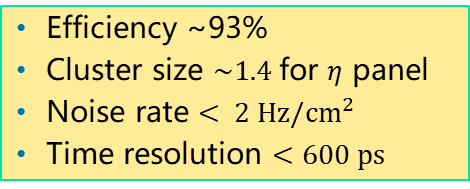 • Efficiency ~93%
• Cluster size ~1.4 for η panel
• Noise rate < 2 Hz/cm²
• Time resolution < 600 ps